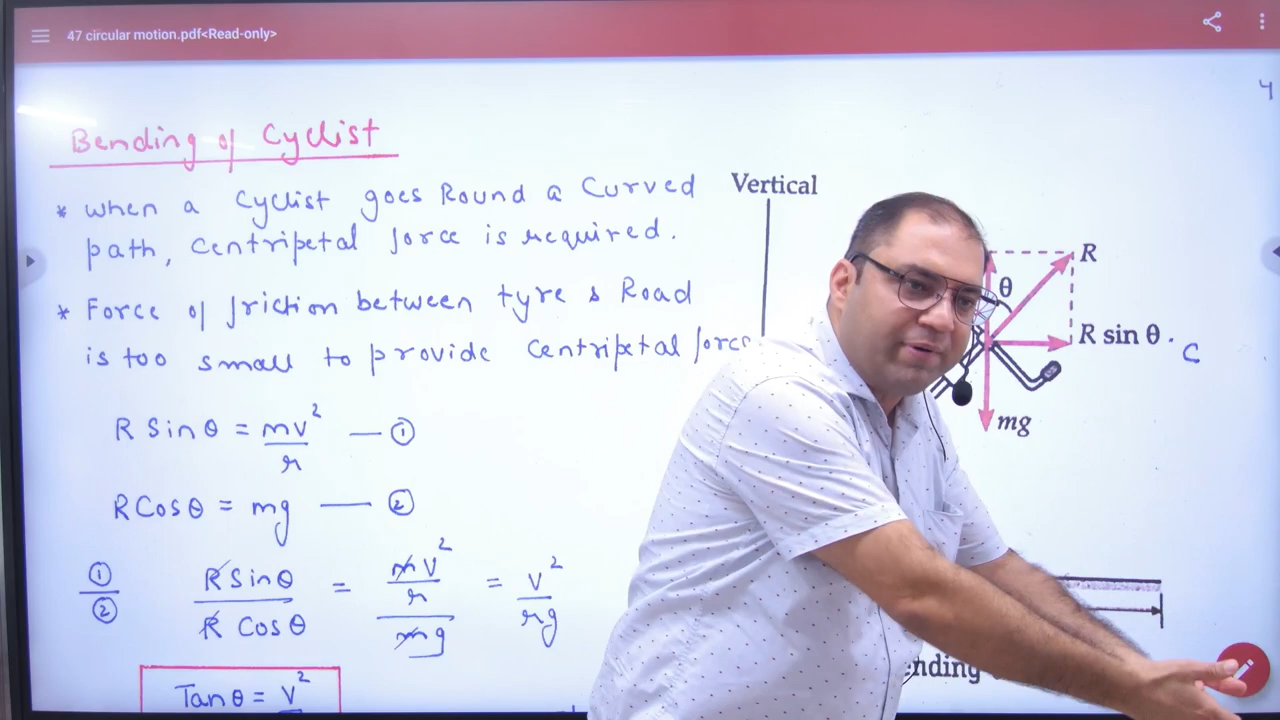 47 circular motion.pdf<Read-only>
4
Bending of Cyclist
* When a Cyclist goes Round a Curved
path, Centripetal force is required.
* Force of friction between tyre & Road
is too small to provide Centripetal force
R Sin θ = mv²/r — ①
R Cos θ = mg — ②
①/② R Sin θ / R Cos θ = (mv²/r)/(mg) = v²/rg
Tan θ = v²
Vertical
R
θ
R sin θ · C
mg